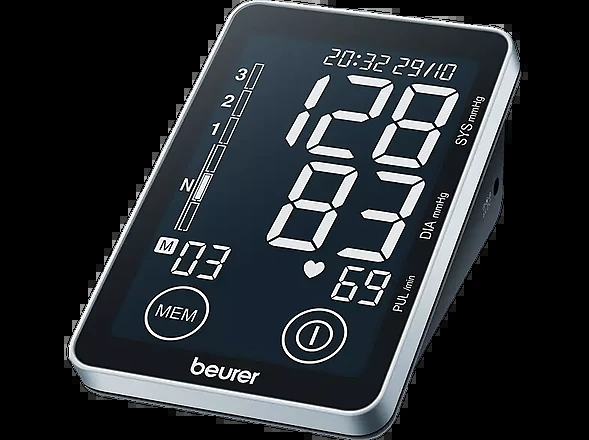 20:32 29/10
3
128
SYS mmHg
2
1
83
DIA mmHg
N
M 03
69
PUL /min
MEM
beurer